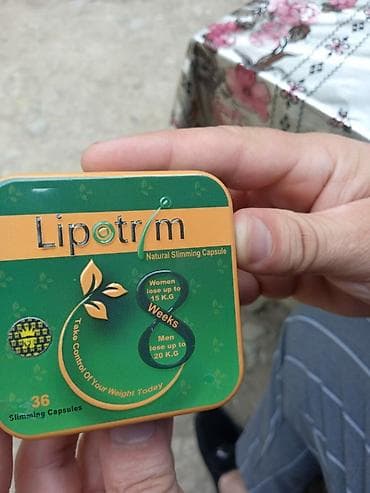 Lipotrim
Natural Slimming Capsule
Women
lose up to
15 K.G
8 Weeks
Men
lose up to
20 K.G
Take Control Of Your Weight Today
36
Slimming Capsules